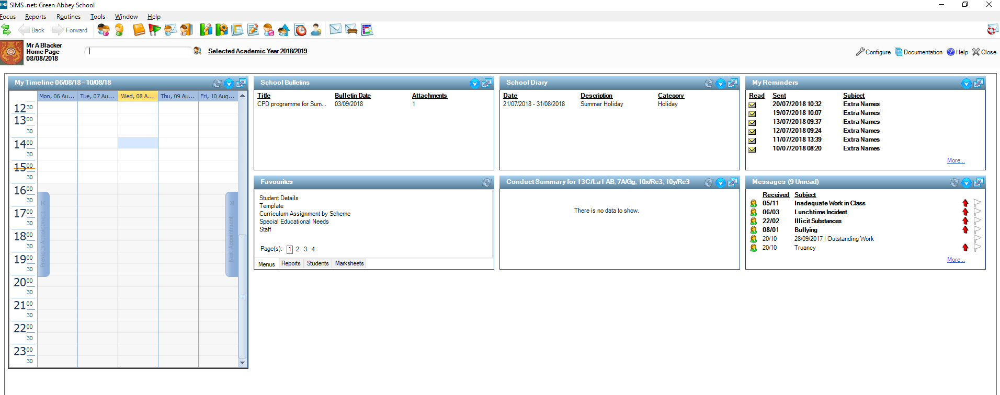 SIMS SIMS .net: Green Abbey School
Focus Reports Routines Tools Window Help
Back Forward
Mr A Blacker
Home Page
08/08/2018
Selected Academic Year 2018/2019
Configure Documentation Help Close
My Timeline 06/08/18 - 10/08/18
Mon, 06 Au... Tue, 07 Au... Wed, 08 A... Thu, 09 Au... Fri, 10 Aug...
12 30
13 00
30
14 00
30
15 00
30
16 00
30
17 00
30
18 00
30
19 00
30
20 00
30
21 00
30
22 00
30
23 00
30
Previous Appointment
Next Appointment
School Bulletins
Title Bulletin Date Attachments
CPD programme for Sum... 03/09/2018 1
School Diary
Date Description Category
21/07/2018 - 31/08/2018 Summer Holiday Holiday
My Reminders
Read Sent Subject
20/07/2018 10:32 Extra Names
19/07/2018 10:07 Extra Names
13/07/2018 09:37 Extra Names
12/07/2018 09:24 Extra Names
11/07/2018 13:39 Extra Names
10/07/2018 08:20 Extra Names
More...
Favourites
Student Details
Template
Curriculum Assignment by Scheme
Special Educational Needs
Staff
Page(s): 1 2 3 4
Menus Reports Students Marksheets
Conduct Summary for 13C/La1 AB, 7A/Gg, 10x/Re3, 10y/Re3
There is no data to show.
Messages (9 Unread)
Received Subject
05/11 Inadequate Work in Class
06/03 Lunchtime Incident
22/02 Illicit Substances
08/01 Bullying
20/10 28/09/2017 | Outstanding Work
20/10 Truancy
More...